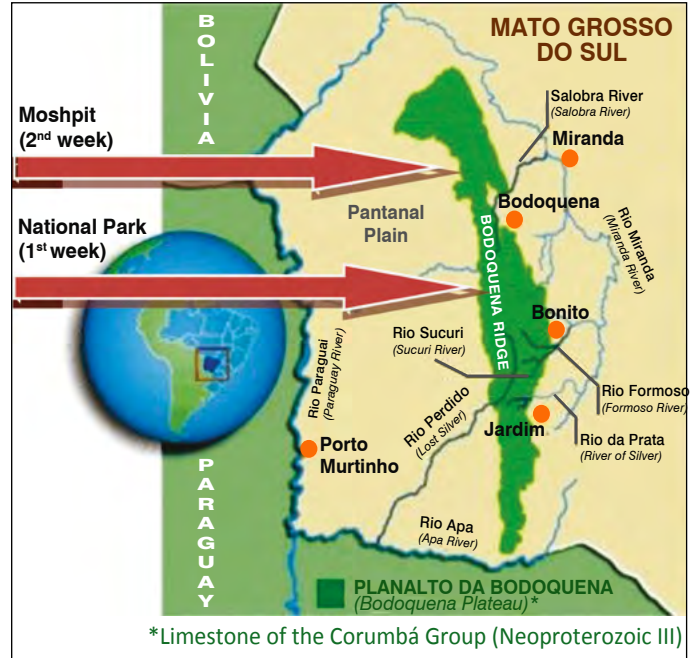 MATO GROSSO
DO SUL
BOLIVIA
Salobra River
(Salobra River)
Moshpit
(2nd week)
Miranda
Pantanal
Plain
Bodoquena
National Park
(1st week)
Rio Miranda
(Miranda River)
BODOQUENA RIDGE
Bonito
Rio Sucuri
(Sucuri River)
Rio Paraguai
(Paraguay River)
Rio Formoso
(Formoso River)
Rio Perdido
(Lost Silver)
Jardim
Rio da Prata
(River of Silver)
Porto
Murtinho
PARAGUAY
Rio Apa
(Apa River)
PLANALTO DA BODOQUENA
(Bodoquena Plateau)*
*Limestone of the Corumbá Group (Neoproterozoic III)